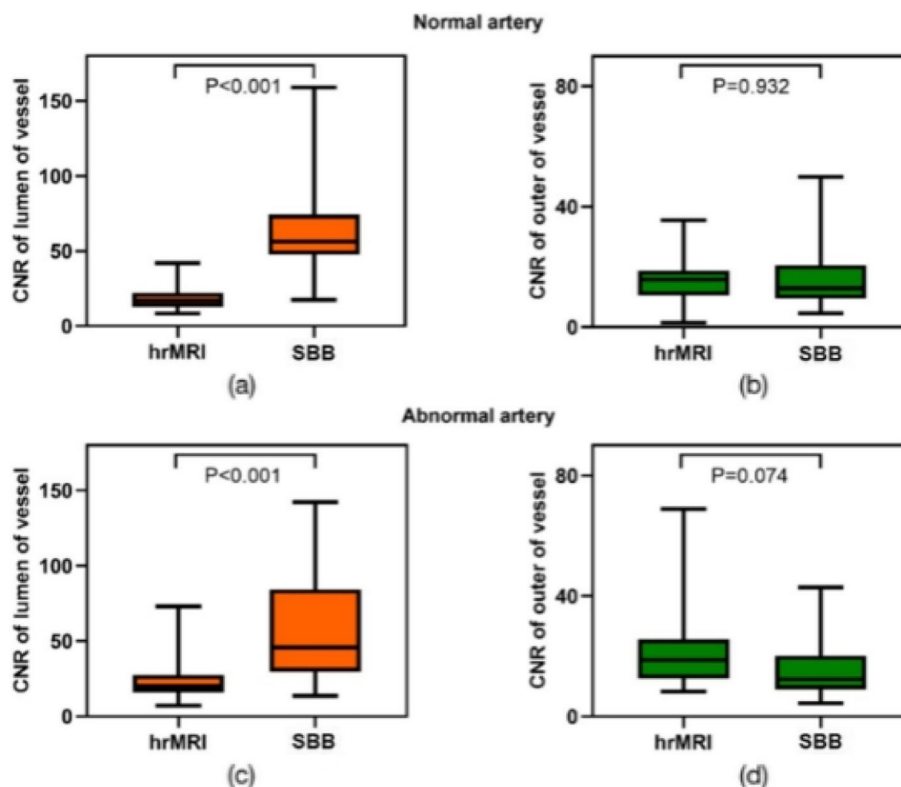 Normal artery
CNR of lumen of vessel
150
100
50
0
P<0.001
hrMRI
SBB
(a)
CNR of outer of vessel
80
40
0
P=0.932
hrMRI
SBB
(b)
Abnormal artery
CNR of lumen of vessel
150
100
50
0
P<0.001
hrMRI
SBB
(c)
CNR of outer of vessel
80
40
0
P=0.074
hrMRI
SBB
(d)